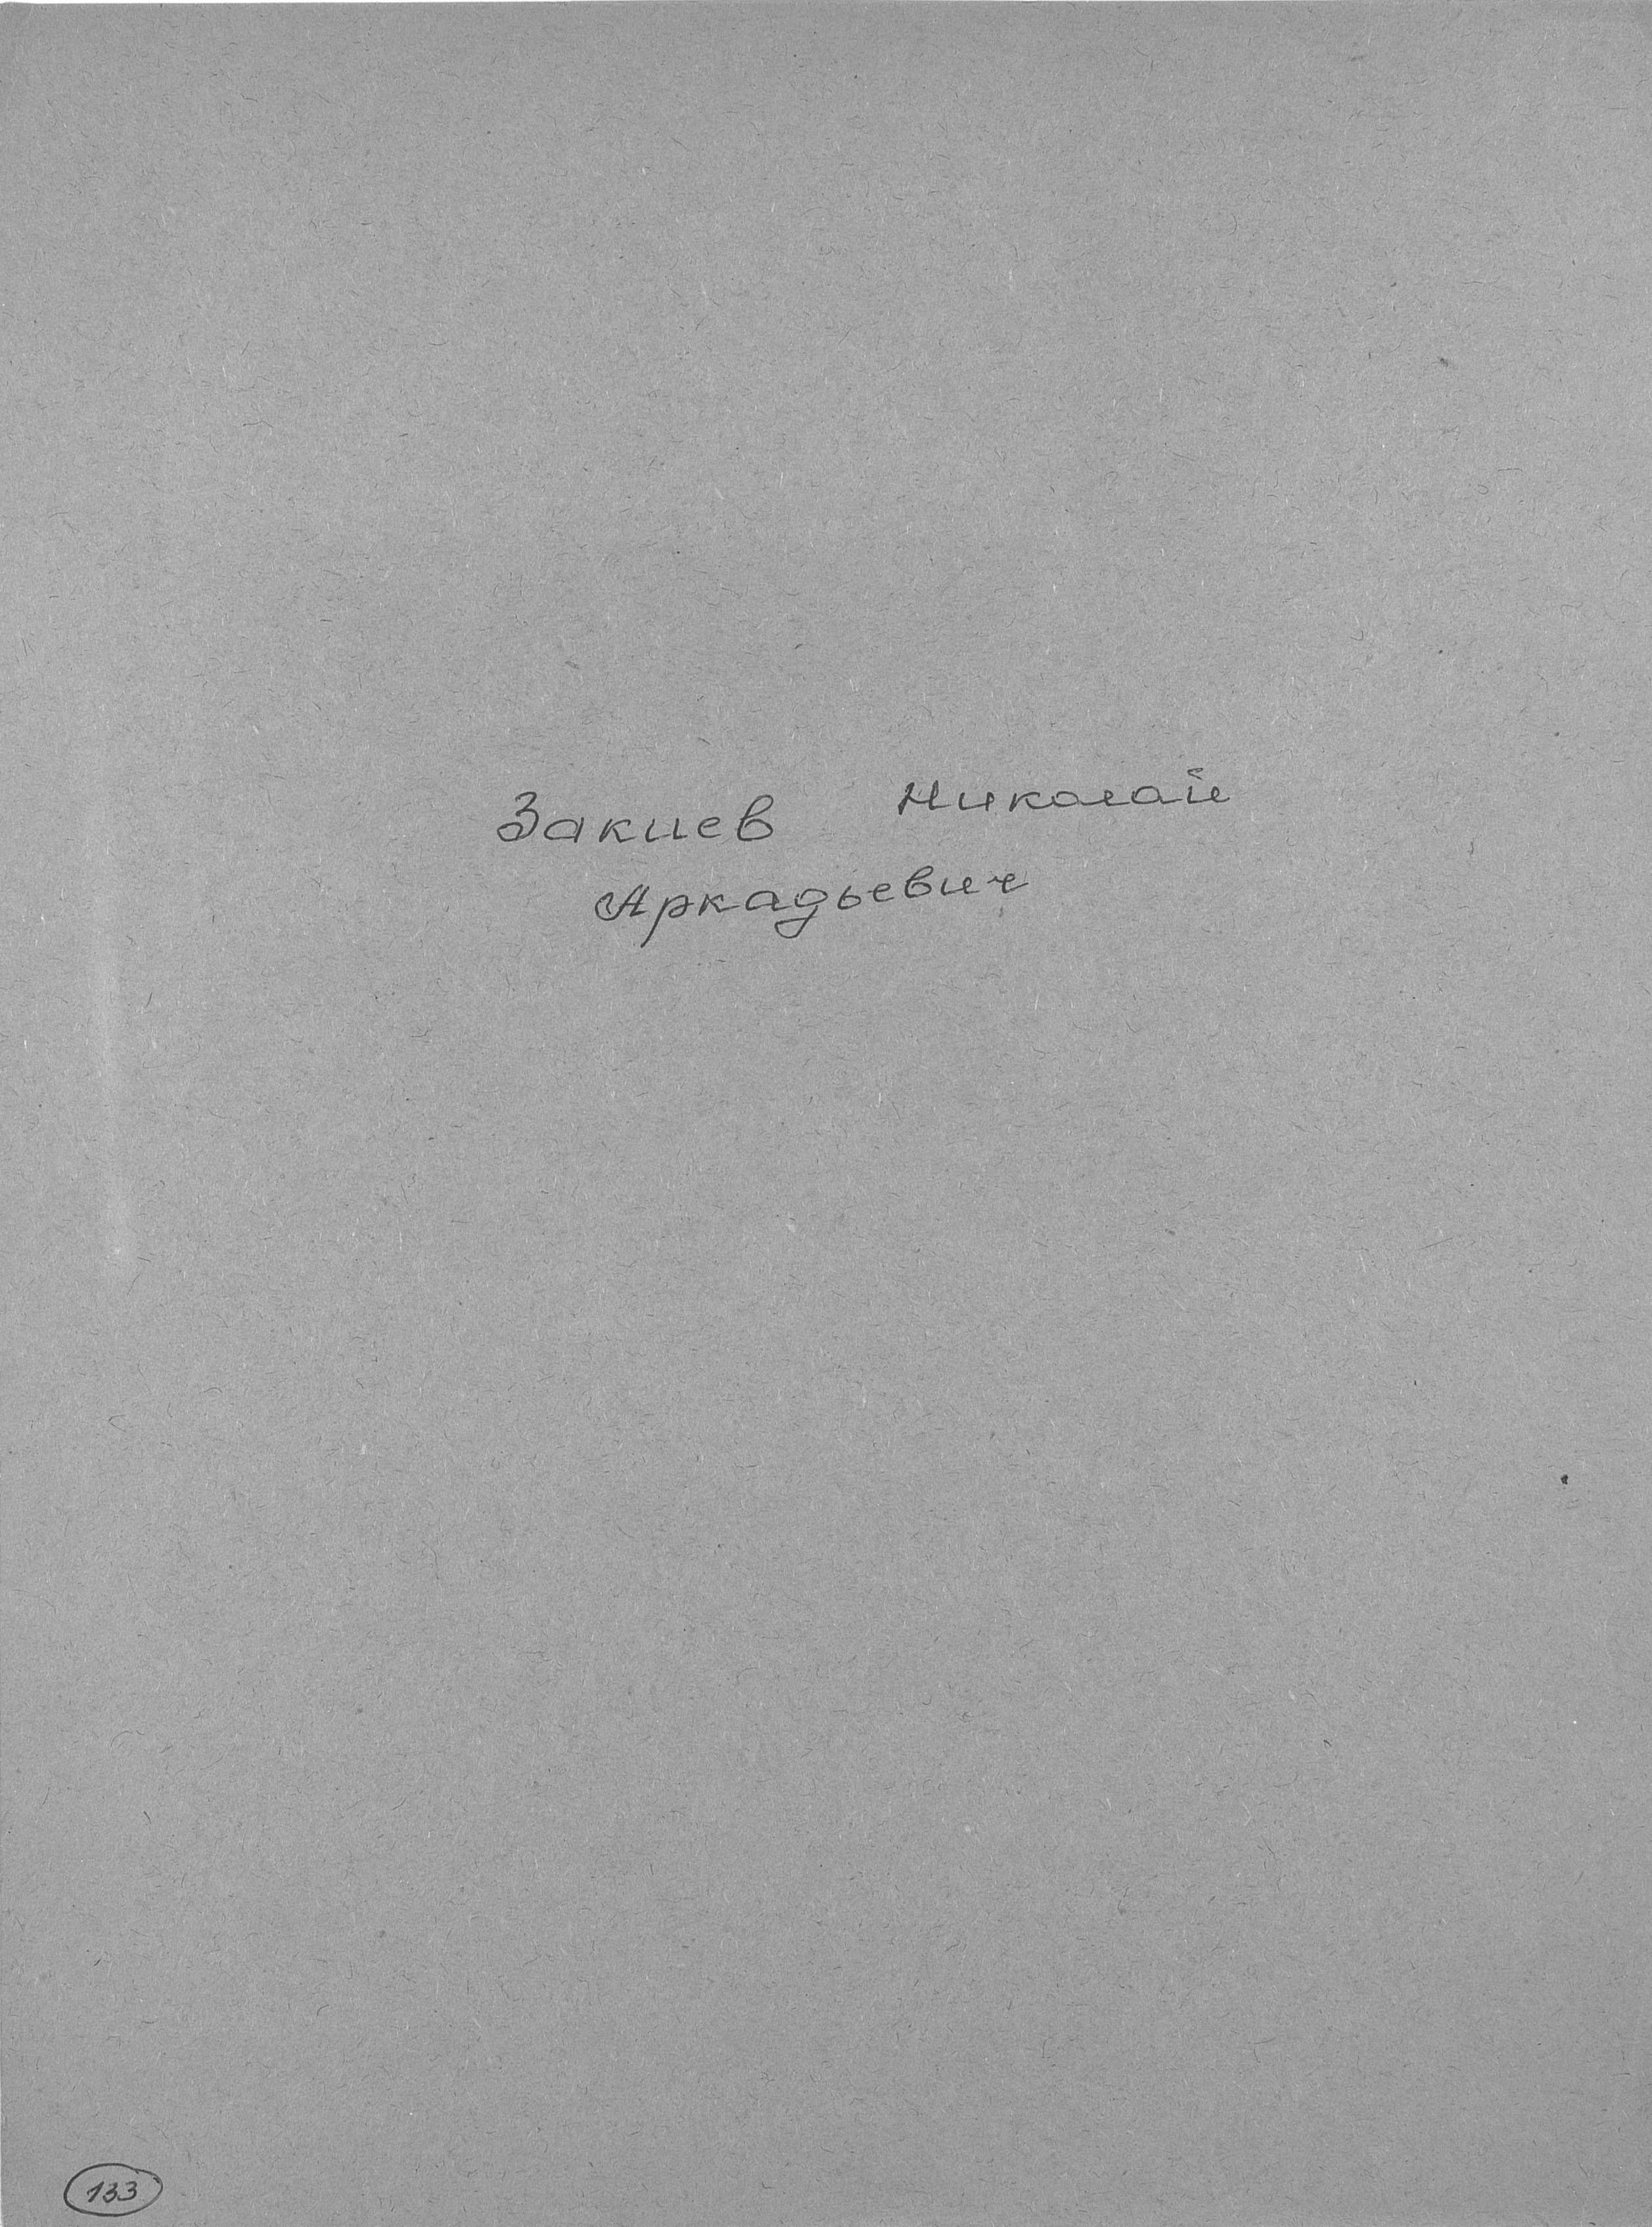 Закиев Николай
Аркадьевич
133